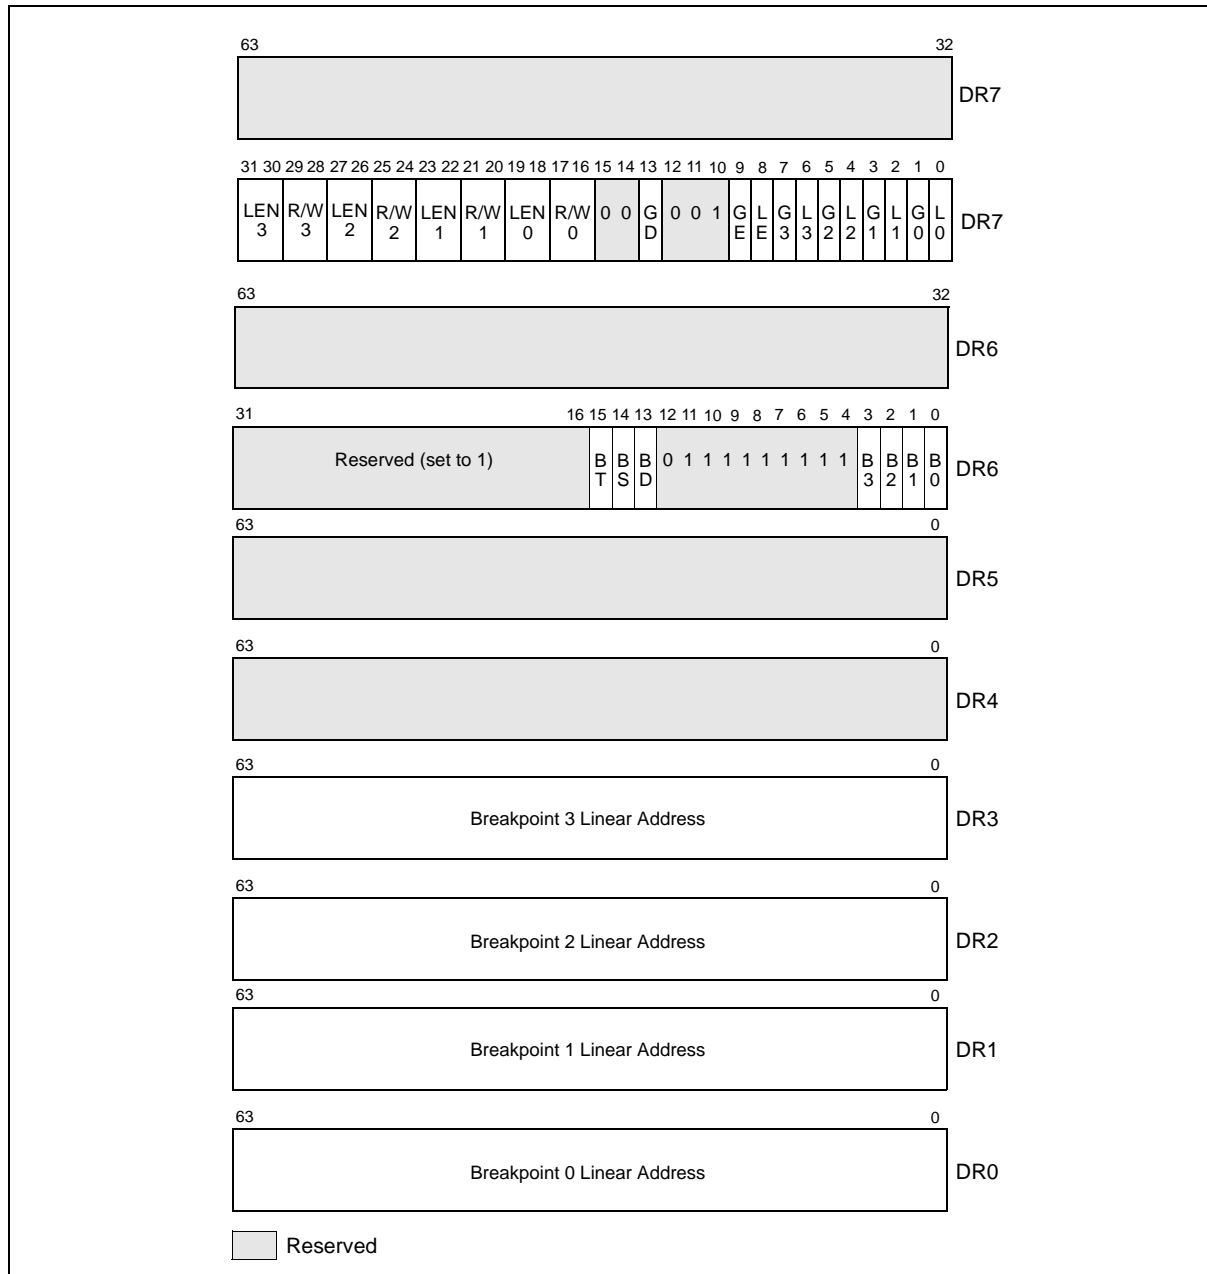 63 32
DR7
31 30 29 28 27 26 25 24 23 22 21 20 19 18 17 16 15 14 13 12 11 10 9 8 7 6 5 4 3 2 1 0
LEN 3 R/W 3 LEN 2 R/W 2 LEN 1 R/W 1 LEN 0 R/W 0 0 0 GD 0 0 1 GE LE G3 L3 G2 L2 G1 L1 G0 L0 DR7
63 32
DR6
31 16 15 14 13 12 11 10 9 8 7 6 5 4 3 2 1 0
Reserved (set to 1) BT BS BD 0 1 1 1 1 1 1 1 1 B3 B2 B1 B0 DR6
63 0
DR5
63 0
DR4
63 0
Breakpoint 3 Linear Address DR3
63 0
Breakpoint 2 Linear Address DR2
63 0
Breakpoint 1 Linear Address DR1
63 0
Breakpoint 0 Linear Address DR0
Reserved